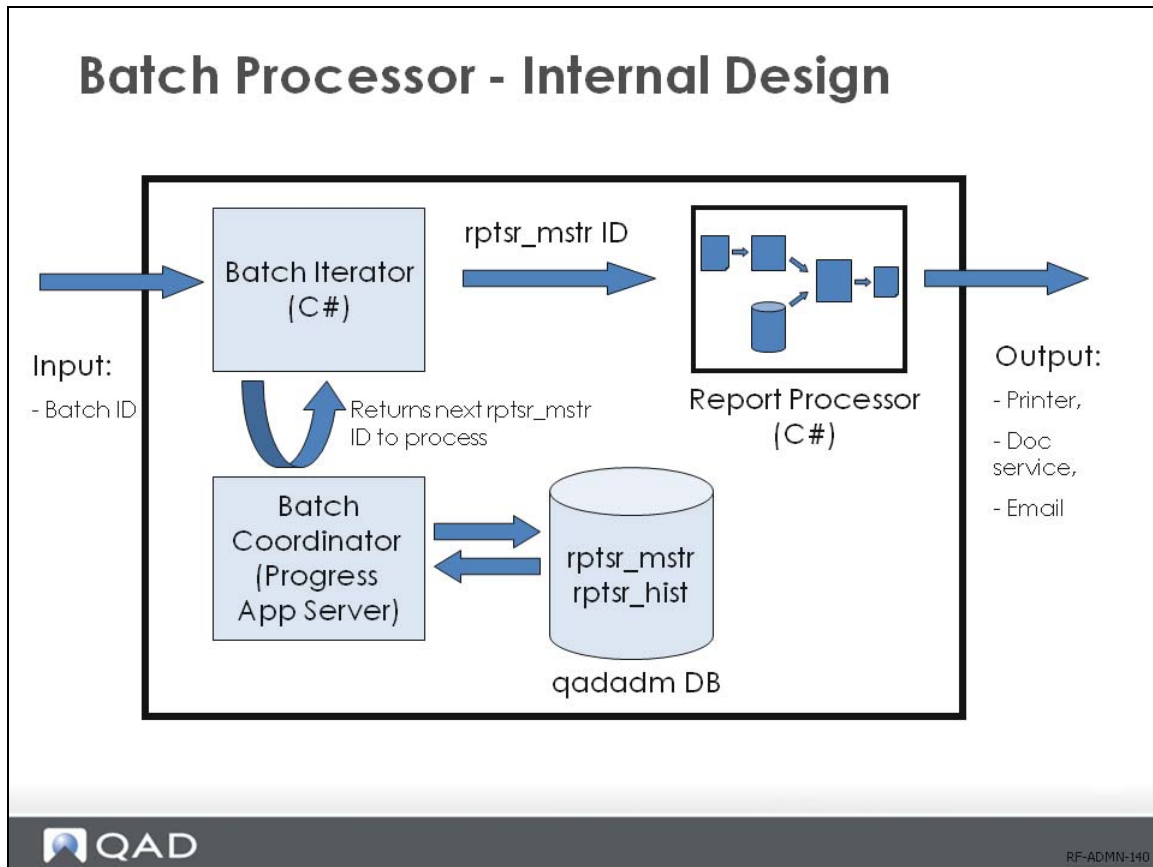 Batch Processor - Internal Design
Input:
- Batch ID
Batch Iterator
(C#)
rptsr_mstr ID
Returns next rptsr_mstr
ID to process
Batch
Coordinator
(Progress
App Server)
rptsr_mstr
rptsr_hist
qadadm DB
Report Processor
(C#)
Output:
- Printer,
- Doc
service,
- Email
QAD
RF-ADMN-140